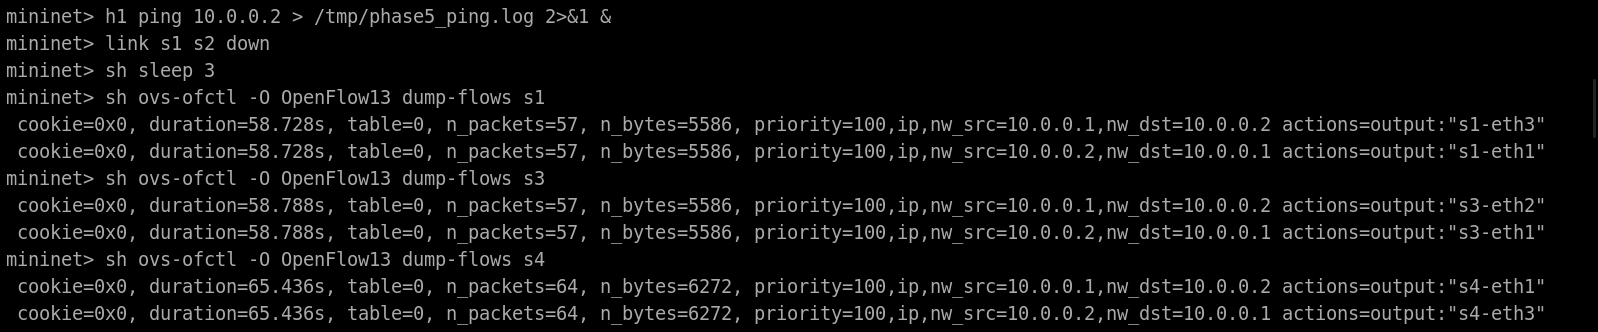 mininet> h1 ping 10.0.0.2 > /tmp/phase5_ping.log 2>&1 &
mininet> link s1 s2 down
mininet> sh sleep 3
mininet> sh ovs-ofctl -O OpenFlow13 dump-flows s1
 cookie=0x0, duration=58.728s, table=0, n_packets=57, n_bytes=5586, priority=100,ip,nw_src=10.0.0.1,nw_dst=10.0.0.2 actions=output:"s1-eth3"
 cookie=0x0, duration=58.728s, table=0, n_packets=57, n_bytes=5586, priority=100,ip,nw_src=10.0.0.2,nw_dst=10.0.0.1 actions=output:"s1-eth1"
mininet> sh ovs-ofctl -O OpenFlow13 dump-flows s3
 cookie=0x0, duration=58.788s, table=0, n_packets=57, n_bytes=5586, priority=100,ip,nw_src=10.0.0.1,nw_dst=10.0.0.2 actions=output:"s3-eth2"
 cookie=0x0, duration=58.788s, table=0, n_packets=57, n_bytes=5586, priority=100,ip,nw_src=10.0.0.2,nw_dst=10.0.0.1 actions=output:"s3-eth1"
mininet> sh ovs-ofctl -O OpenFlow13 dump-flows s4
 cookie=0x0, duration=65.436s, table=0, n_packets=64, n_bytes=6272, priority=100,ip,nw_src=10.0.0.1,nw_dst=10.0.0.2 actions=output:"s4-eth1"
 cookie=0x0, duration=65.436s, table=0, n_packets=64, n_bytes=6272, priority=100,ip,nw_src=10.0.0.2,nw_dst=10.0.0.1 actions=output:"s4-eth3"